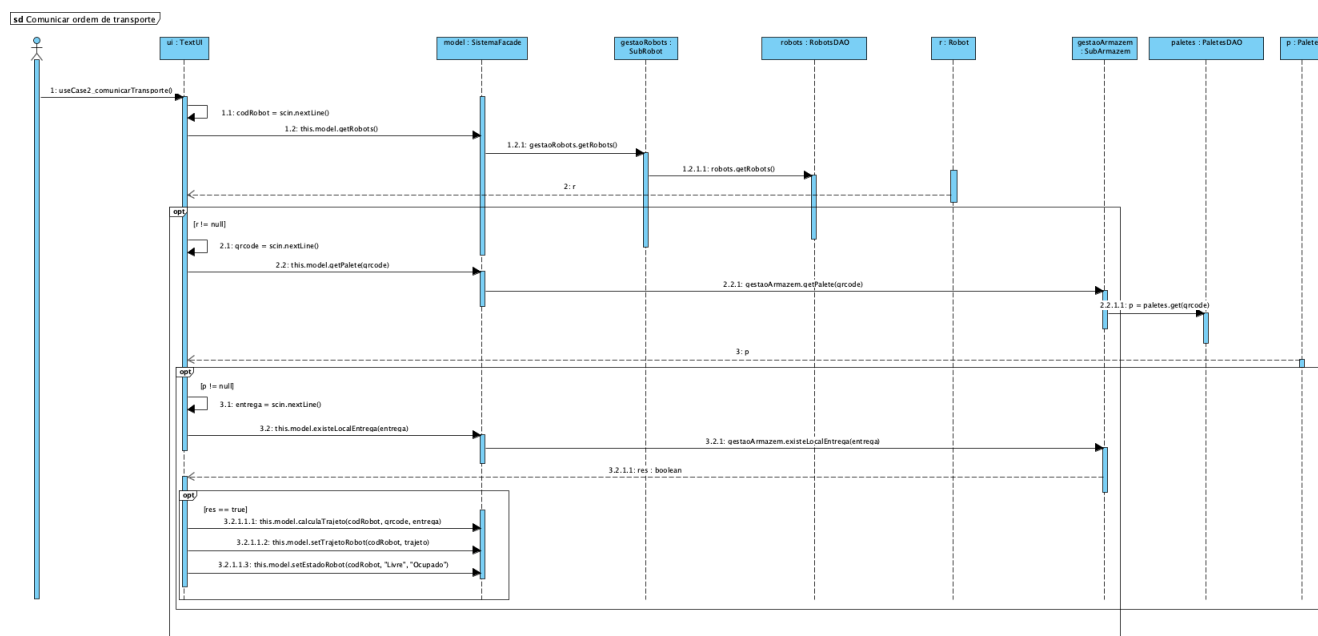 sd Comunicar ordem de transporte
ui : TextUI
model : SistemaFacade
gestaoRobots :
SubRobot
robots : RobotsDAO
r : Robot
gestaoArmazem
: SubArmazem
paletes : PaletesDAO
p : Palete
1: useCase2_comunicarTransporte()
1.1: codRobot = scin.nextLine()
1.2: this.model.getRobots()
1.2.1: gestaoRobots.getRobots()
1.2.1.1: robots.getRobots()
2: r
opt
[r != null]
2.1: qrcode = scin.nextLine()
2.2: this.model.getPalete(qrcode)
2.2.1: gestaoArmazem.getPalete(qrcode)
2.2.1.1: p = paletes.get(qrcode)
3: p
opt
[p != null]
3.1: entrega = scin.nextLine()
3.2: this.model.existeLocalEntrega(entrega)
3.2.1: gestaoArmazem.existeLocalEntrega(entrega)
3.2.1.1: res : boolean
opt
[res == true]
3.2.1.1.1: this.model.calculaTrajeto(codRobot, qrcode, entrega)
3.2.1.1.2: this.model.setTrajetoRobot(codRobot, trajeto)
3.2.1.1.3: this.model.setEstadoRobot(codRobot, "Livre", "Ocupado")